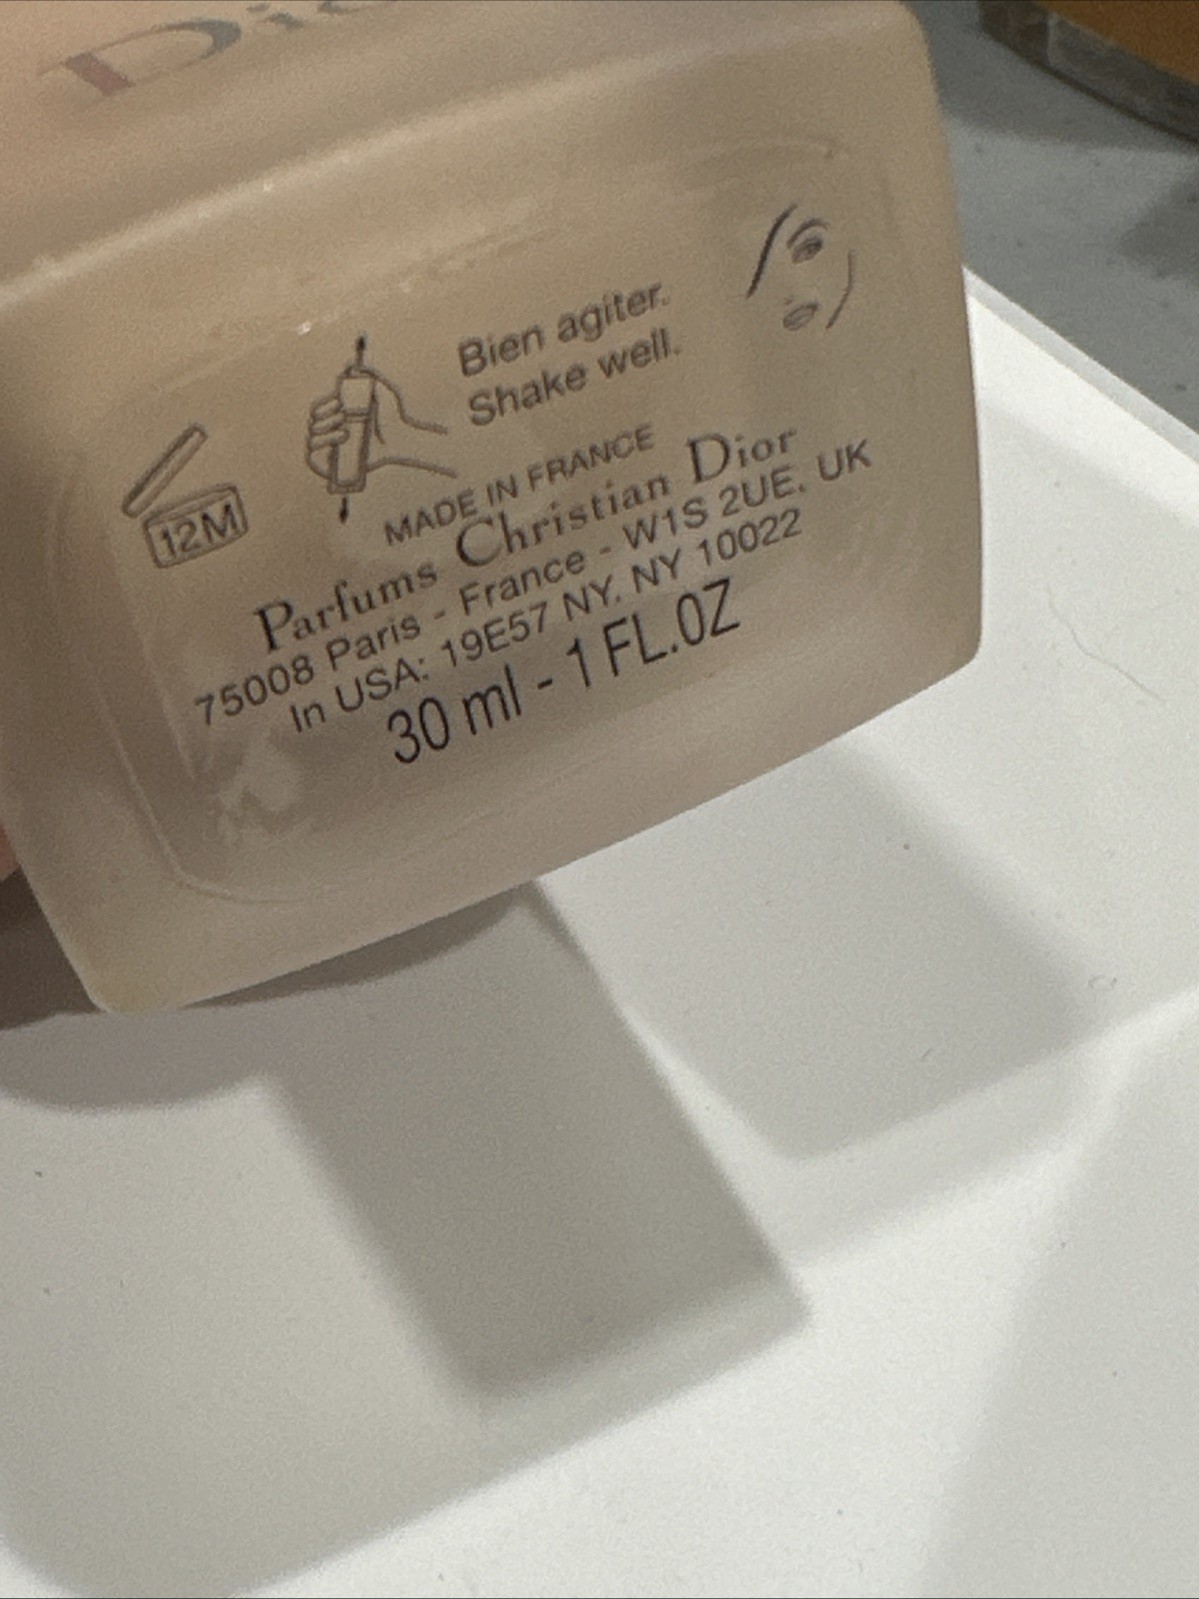 Dio
Bien agiter.
Shake well.
12M
MADE IN FRANCE
Parfums Christian Dior
75008 Paris - France - W1S 2UE. UK
In USA: 19E57 NY. NY 10022
30 ml - 1 FL.OZ